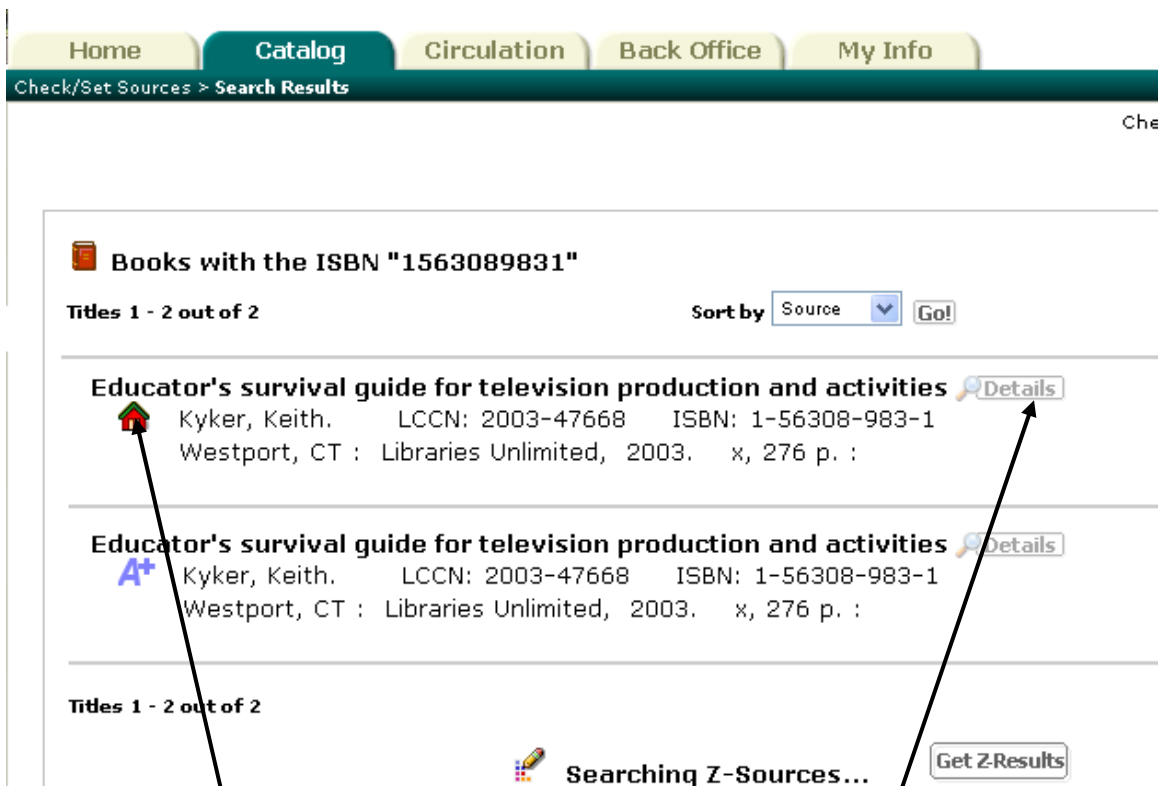 Home Catalog Circulation Back Office My Info
Check/Set Sources > Search Results
Che
Books with the ISBN "1563089831"
Titles 1 - 2 out of 2 Sort by Source Go!
Educator's survival guide for television production and activities Details
Kyker, Keith. LCCN: 2003-47668 ISBN: 1-56308-983-1
Westport, CT : Libraries Unlimited, 2003. x, 276 p. :
Educator's survival guide for television production and activities Details
A+ Kyker, Keith. LCCN: 2003-47668 ISBN: 1-56308-983-1
Westport, CT : Libraries Unlimited, 2003. x, 276 p. :
Titles 1 - 2 out of 2
Searching Z-Sources... Get Z-Results